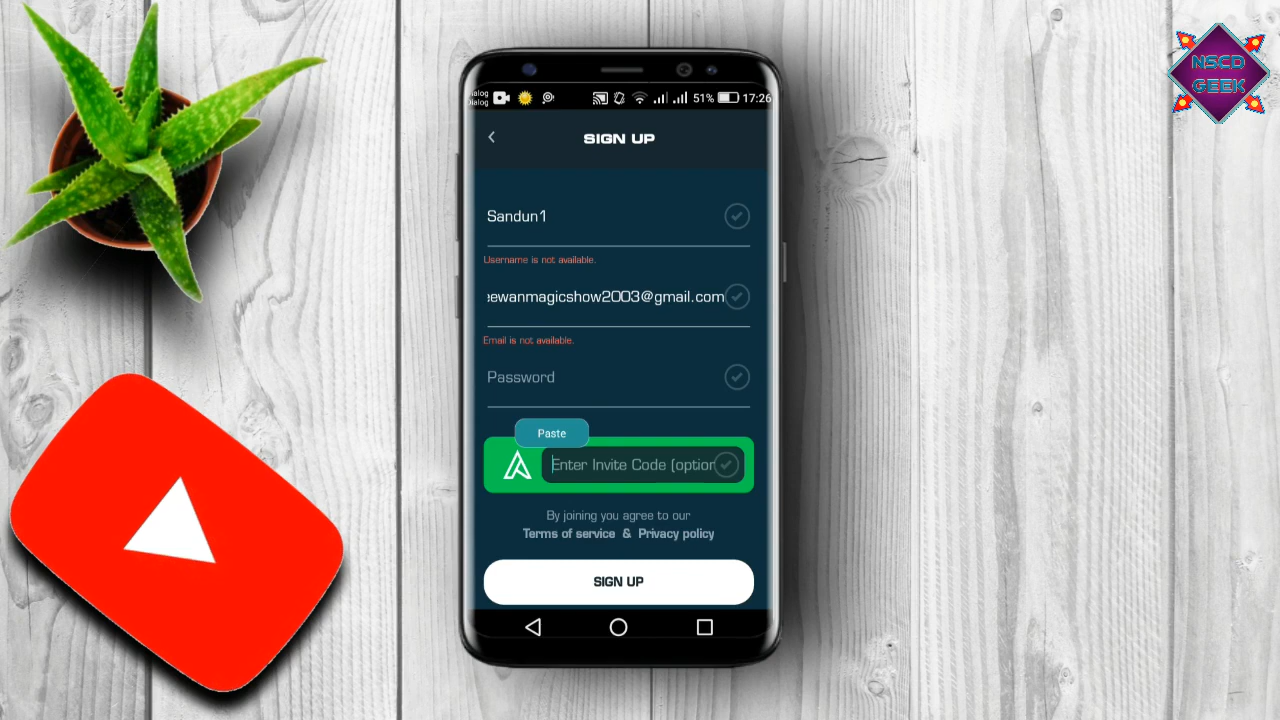 NSCD
GEEK
Dialog
51%
17:26
SIGN UP
Sandun1
Username is not available.
ewanmagicshow2003@gmail.com
Email is not available.
Password
Paste
Enter Invite Code (option
By joining you agree to our
Terms of service & Privacy policy
SIGN UP